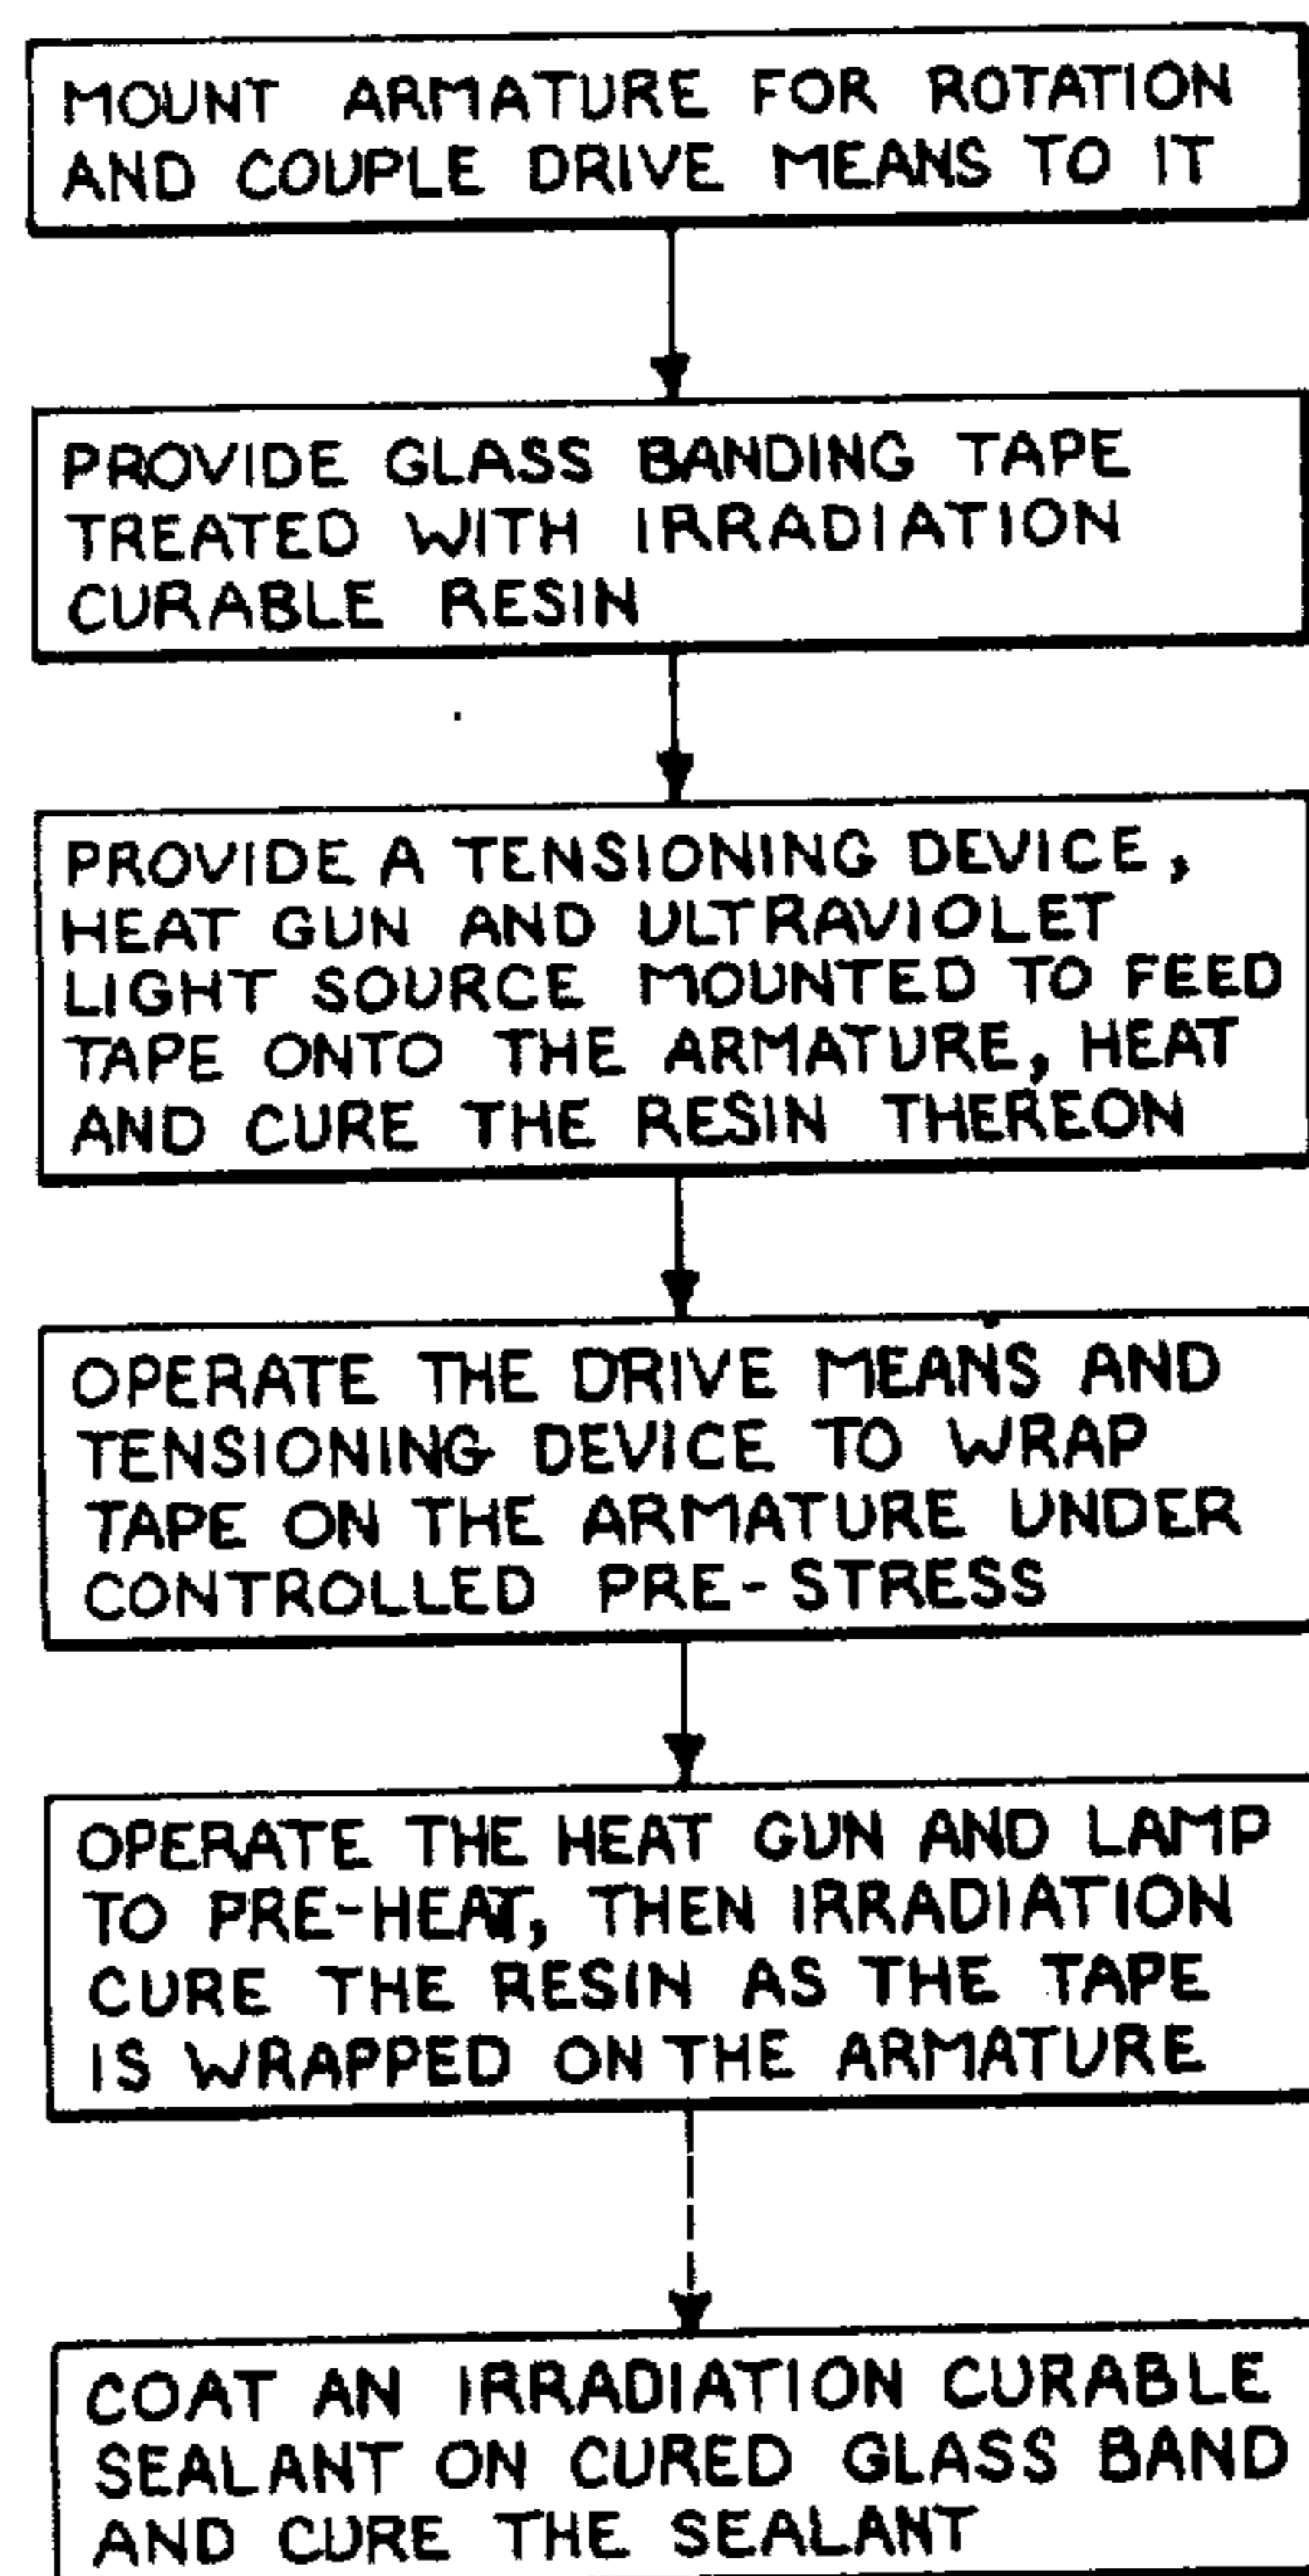 MOUNT ARMATURE FOR ROTATION
AND COUPLE DRIVE MEANS TO IT
PROVIDE GLASS BANDING TAPE
TREATED WITH IRRADIATION
CURABLE RESIN
PROVIDE A TENSIONING DEVICE,
HEAT GUN AND ULTRAVIOLET
LIGHT SOURCE MOUNTED TO FEED
TAPE ONTO THE ARMATURE, HEAT
AND CURE THE RESIN THEREON
OPERATE THE DRIVE MEANS AND
TENSIONING DEVICE TO WRAP
TAPE ON THE ARMATURE UNDER
CONTROLLED PRE-STRESS
OPERATE THE HEAT GUN AND LAMP
TO PRE-HEAT, THEN IRRADIATION
CURE THE RESIN AS THE TAPE
IS WRAPPED ON THE ARMATURE
COAT AN IRRADIATION CURABLE
SEALANT ON CURED GLASS BAND
AND CURE THE SEALANT